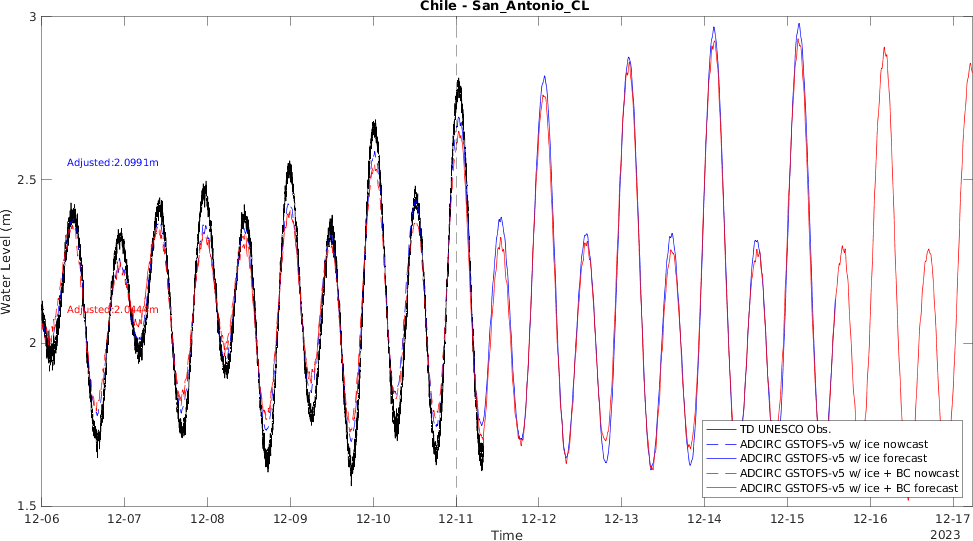 Chile - San_Antonio_CL
3
2.5
2
1.5
Water Level (m)
Adjusted:2.0991m
Adjusted:2.0444m
TD UNESCO Obs.
ADCIRC GSTOFS-v5 w/ ice nowcast
ADCIRC GSTOFS-v5 w/ ice forecast
ADCIRC GSTOFS-v5 w/ ice + BC nowcast
ADCIRC GSTOFS-v5 w/ ice + BC forecast
12-06 12-07 12-08 12-09 12-10 12-11 12-12 12-13 12-14 12-15 12-16 12-17
Time
2023